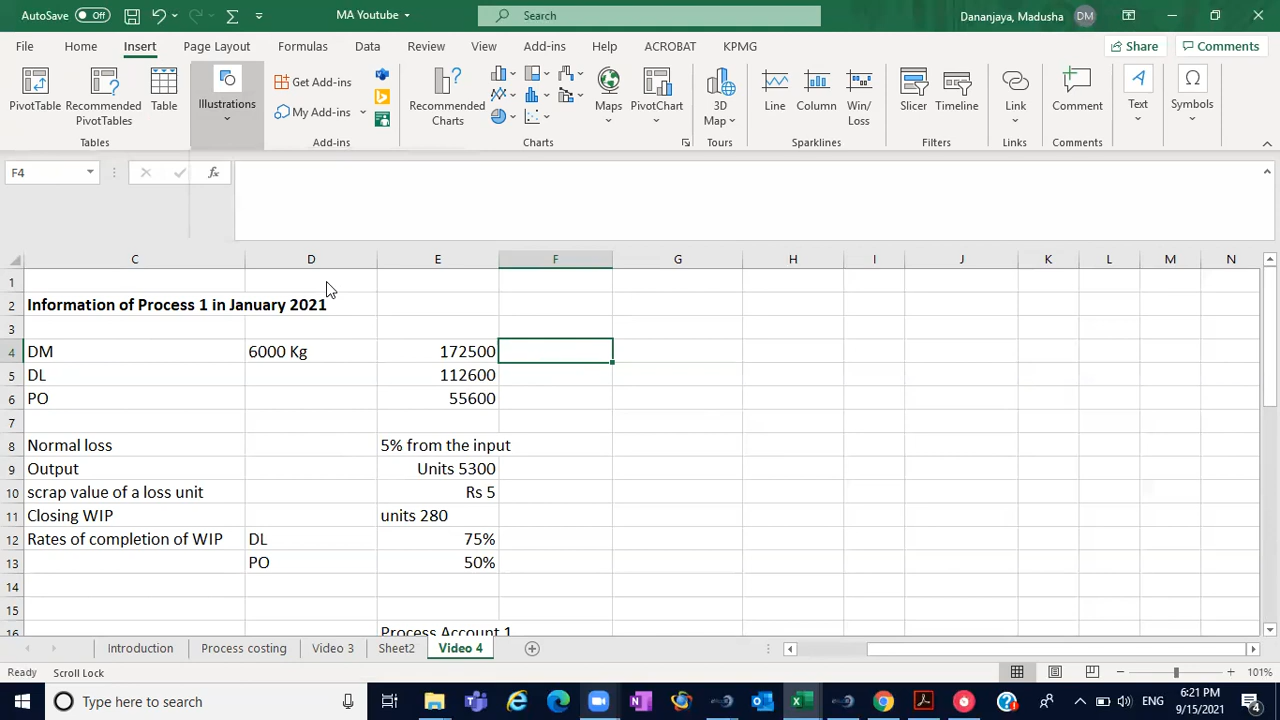 AutoSave Off
MA Youtube
Search
Dananjaya, Madusha DM
File Home Insert Page Layout Formulas Data Review View Add-ins Help ACROBAT KPMG
Share Comments
PivotTable
Recommended
PivotTables
Table
Illustrations
Get Add-ins
My Add-ins
Recommended
Charts
Maps
PivotChart
3D
Map
Line
Column
Win/
Loss
Slicer
Timeline
Link
Comment
Text
Symbols
Tables
Add-ins
Charts
Tours
Sparklines
Filters
Links
Comments
F4
fx
C D E F G H I J K L M N
1
2 Information of Process 1 in January 2021
3
4 DM 6000 Kg 172500
5 DL 112600
6 PO 55600
7
8 Normal loss 5% from the input
9 Output Units 5300
10 scrap value of a loss unit Rs 5
11 Closing WIP units 280
12 Rates of completion of WIP DL 75%
13 PO 50%
14
15
16 Process Account 1
Introduction Process costing Video 3 Sheet2 Video 4
Ready Scroll Lock 101%
Type here to search
ENG
6:21 PM
9/15/2021
4